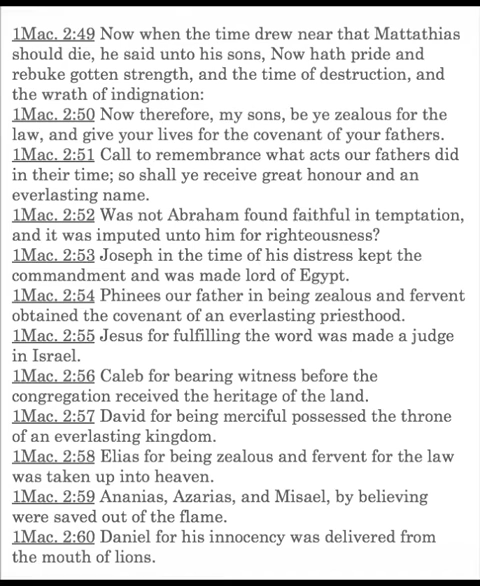 1Mac. 2:49 Now when the time drew near that Mattathias
should die, he said unto his sons, Now hath pride and
rebuke gotten strength, and the time of destruction, and
the wrath of indignation:
1Mac. 2:50 Now therefore, my sons, be ye zealous for the
law, and give your lives for the covenant of your fathers.
1Mac. 2:51 Call to remembrance what acts our fathers did
in their time; so shall ye receive great honour and an
everlasting name.
1Mac. 2:52 Was not Abraham found faithful in temptation,
and it was imputed unto him for righteousness?
1Mac. 2:53 Joseph in the time of his distress kept the
commandment and was made lord of Egypt.
1Mac. 2:54 Phinees our father in being zealous and fervent
obtained the covenant of an everlasting priesthood.
1Mac. 2:55 Jesus for fulfilling the word was made a judge
in Israel.
1Mac. 2:56 Caleb for bearing witness before the
congregation received the heritage of the land.
1Mac. 2:57 David for being merciful possessed the throne
of an everlasting kingdom.
1Mac. 2:58 Elias for being zealous and fervent for the law
was taken up into heaven.
1Mac. 2:59 Ananias, Azarias, and Misael, by believing
were saved out of the flame.
1Mac. 2:60 Daniel for his innocency was delivered from
the mouth of lions.